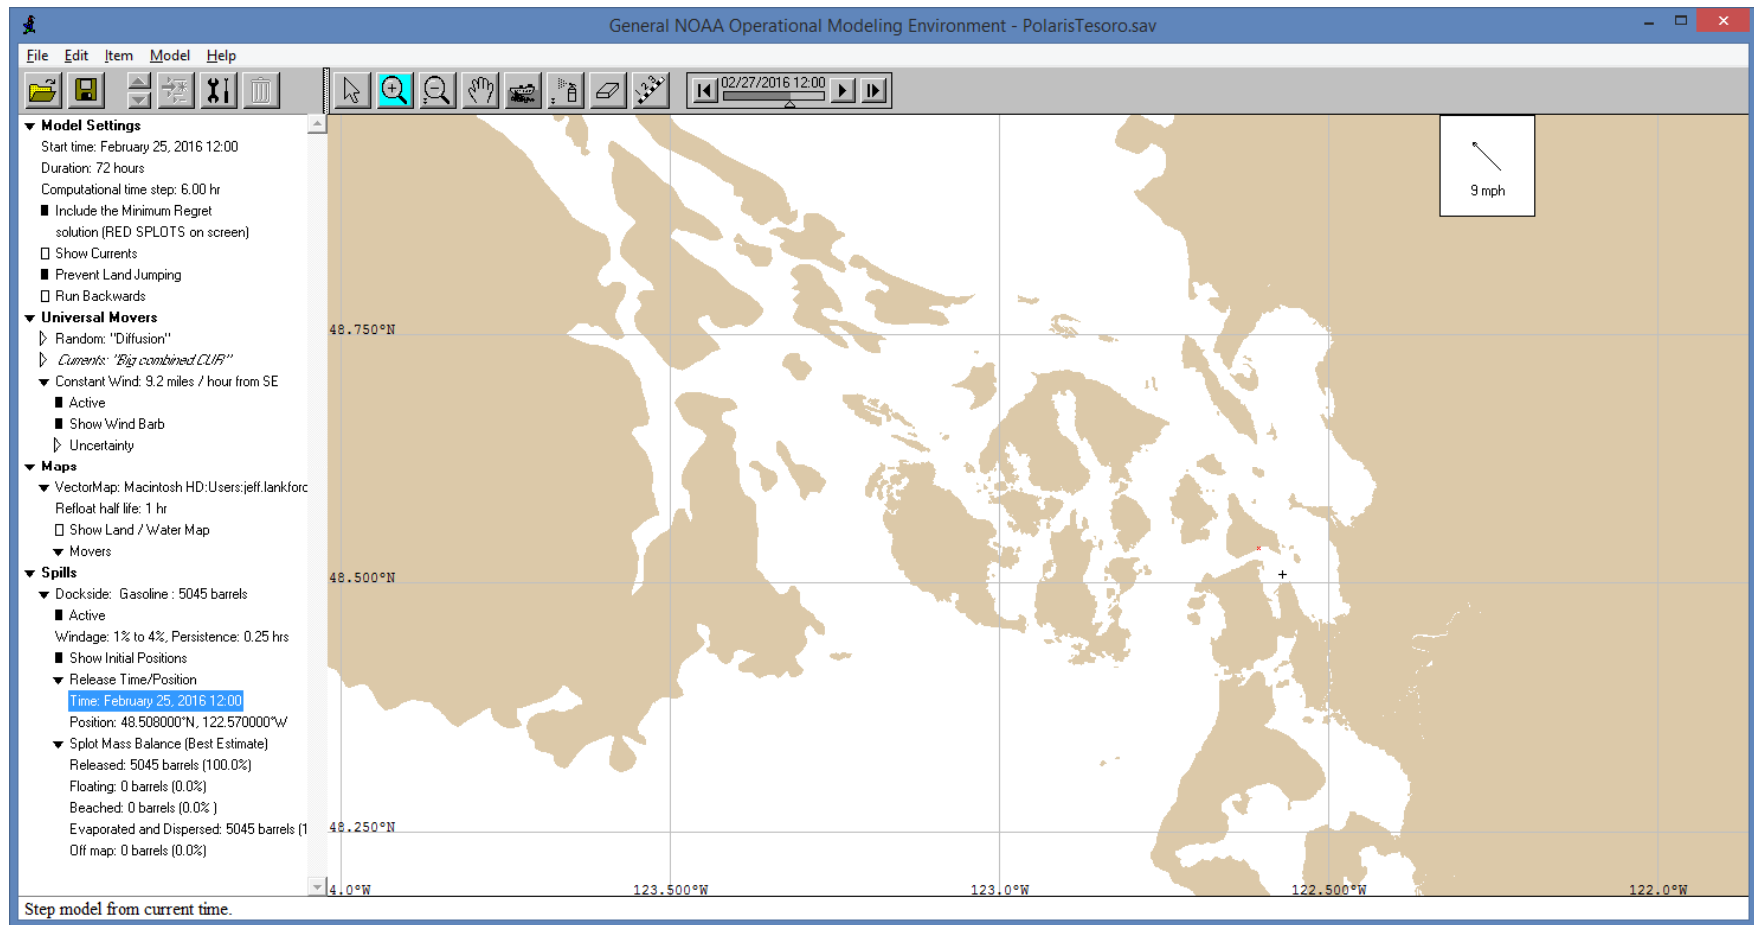 General NOAA Operational Modeling Environment - PolarisTesoro.sav
File Edit Item Model Help
02/27/2016 12:00
Model Settings
Start time: February 25, 2016 12:00
Duration: 72 hours
Computational time step: 6.00 hr
Include the Minimum Regret
solution (RED SPLOTS on screen)
Show Currents
Prevent Land Jumping
Run Backwards
Universal Movers
Random: "Diffusion"
Currents: "Big combined.CUR"
Constant Wind: 9.2 miles / hour from SE
Active
Show Wind Barb
Uncertainty
Maps
VectorMap: Macintosh HD:Users:jeff.lankford
Refloat half life: 1 hr
Show Land / Water Map
Movers
Spills
Dockside: Gasoline : 5045 barrels
Active
Windage: 1% to 4%, Persistence: 0.25 hrs
Show Initial Positions
Release Time/Position
Time: February 25, 2016 12:00
Position: 48.508000°N, 122.570000°W
Splot Mass Balance (Best Estimate)
Released: 5045 barrels (100.0%)
Floating: 0 barrels (0.0%)
Beached: 0 barrels (0.0% )
Evaporated and Dispersed: 5045 barrels (1
Off map: 0 barrels (0.0%)
9 mph
48.750°N
48.500°N
48.250°N
4.0°W 123.500°W 123.0°W 122.500°W 122.0°W
Step model from current time.